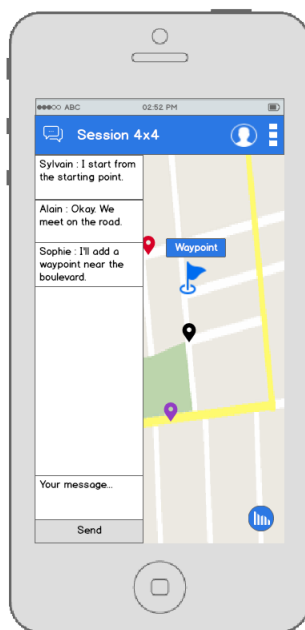 ABC 02:52 PM
Session 4x4
Sylvain : I start from
the starting point.
Alain : Okay. We
meet on the road.
Sophie : I'll add a
waypoint near the
boulevard.
Waypoint
Your message...
Send